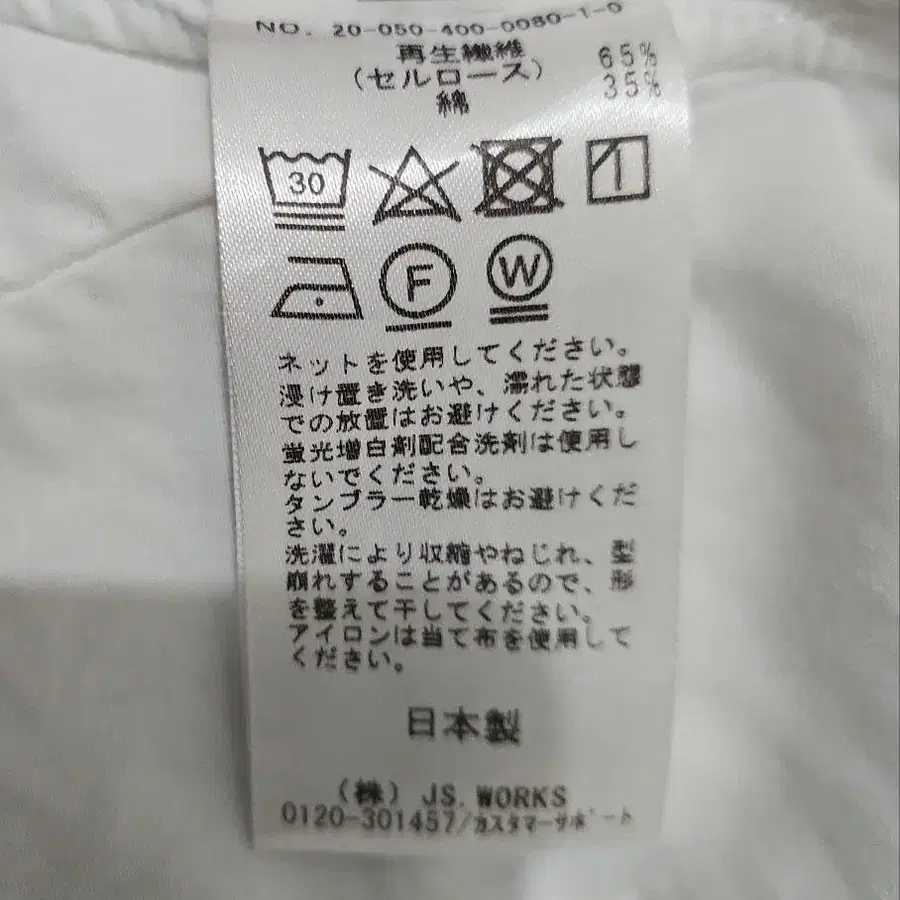 NO. 20-050-400-0080-1-0
再生繊維 65%
(セルロース) 35%
綿
30
F
W
ネットを使用してください。
浸け置き洗いや、濡れた状態
での放置はお避けください。
蛍光増白剤配合洗剤は使用し
ないでください。
タンブラー乾燥はお避けくだ
さい。
洗濯により収縮やねじれ、型
崩れすることがあるので、形
を整えて干してください。
アイロンは当て布を使用して
ください。
日本製
(株) JS. WORKS
0120-301457/カスタマーサポート